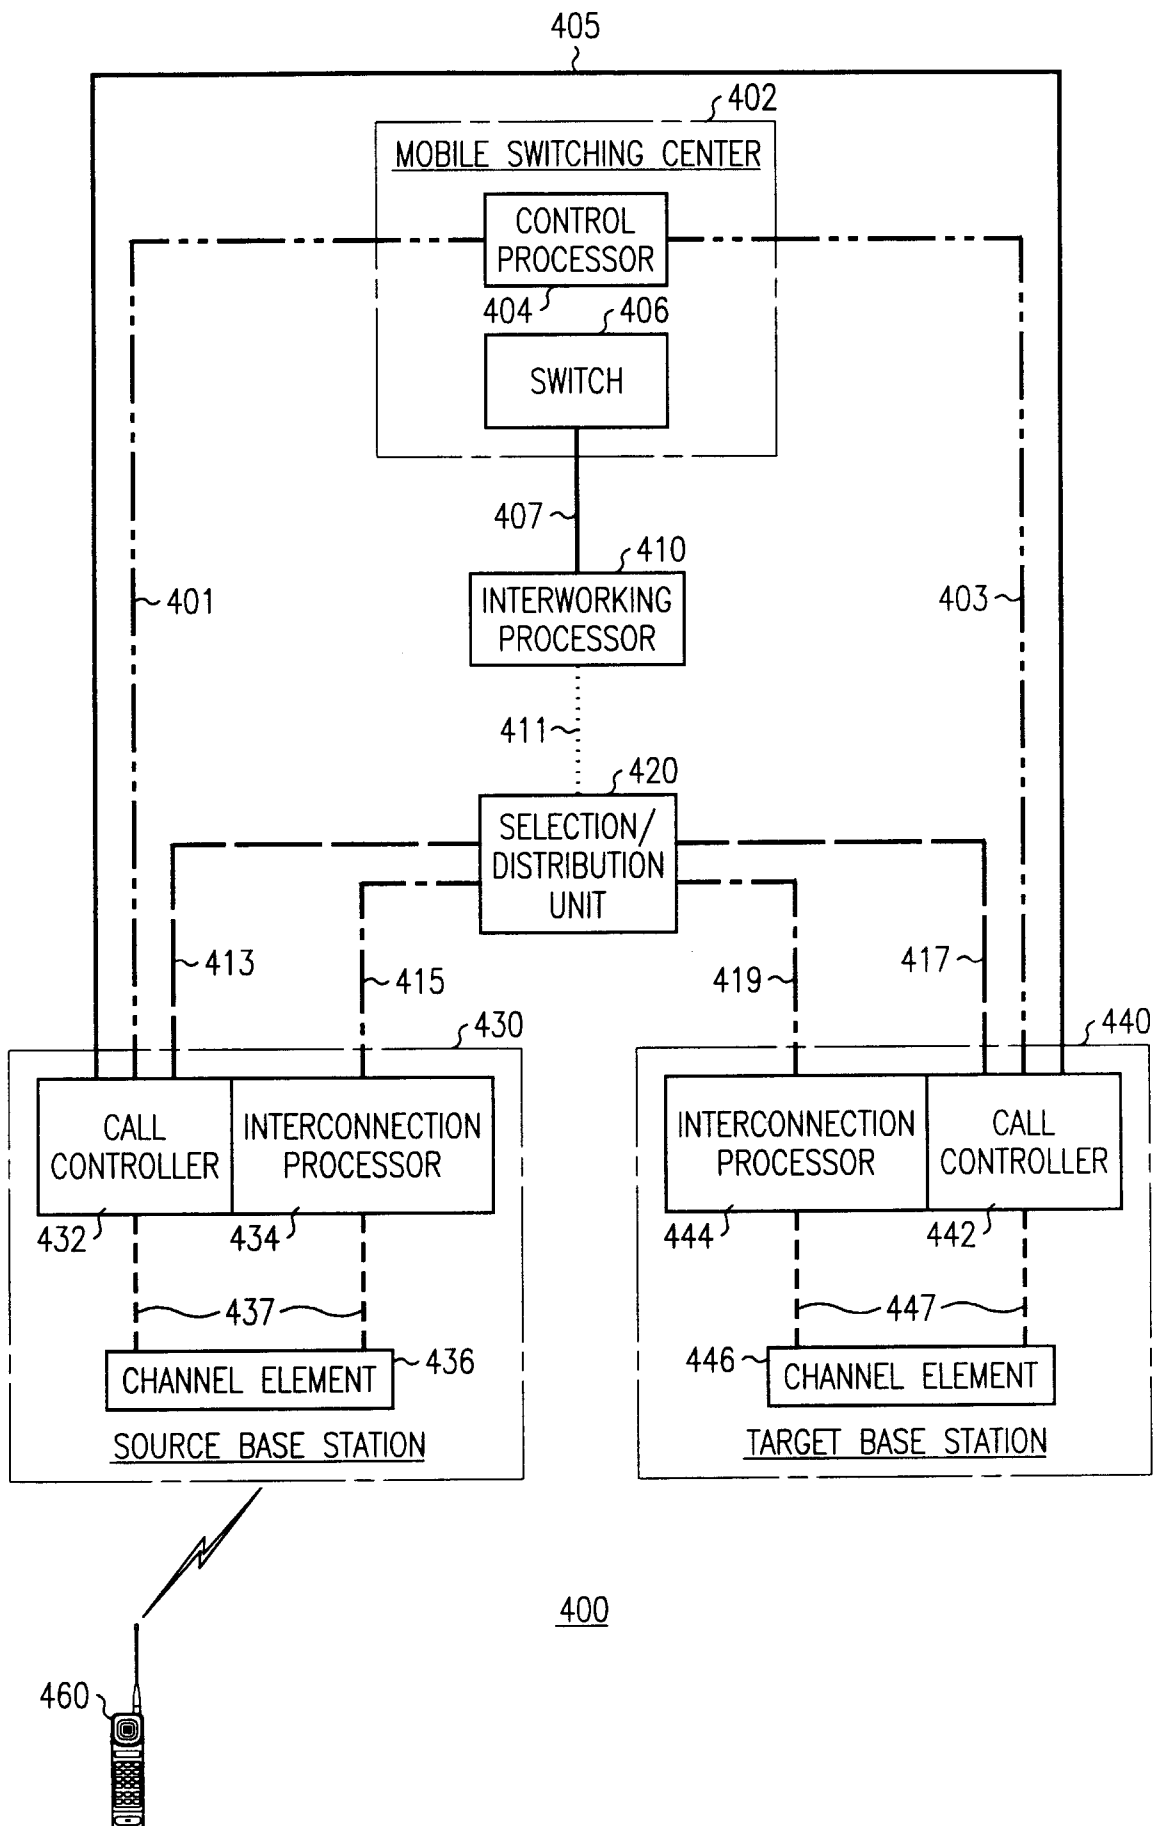 405
402
MOBILE SWITCHING CENTER
CONTROL
PROCESSOR
404
406
SWITCH
407
410
INTERWORKING
PROCESSOR
401
403
411
420
SELECTION/
DISTRIBUTION
UNIT
413
415
419
417
430
440
CALL
CONTROLLER
INTERCONNECTION
PROCESSOR
INTERCONNECTION
PROCESSOR
CALL
CONTROLLER
432
434
444
442
437
447
CHANNEL ELEMENT
436
446
CHANNEL ELEMENT
SOURCE BASE STATION
TARGET BASE STATION
400
460